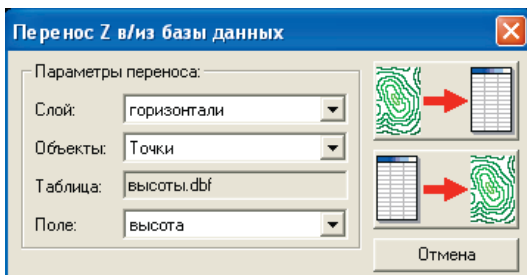 Перенос Z в/из базы данных
Параметры переноса:
Слой: горизонтали
Объекты: Точки
Таблица: высоты.dbf
Поле: высота
Отмена